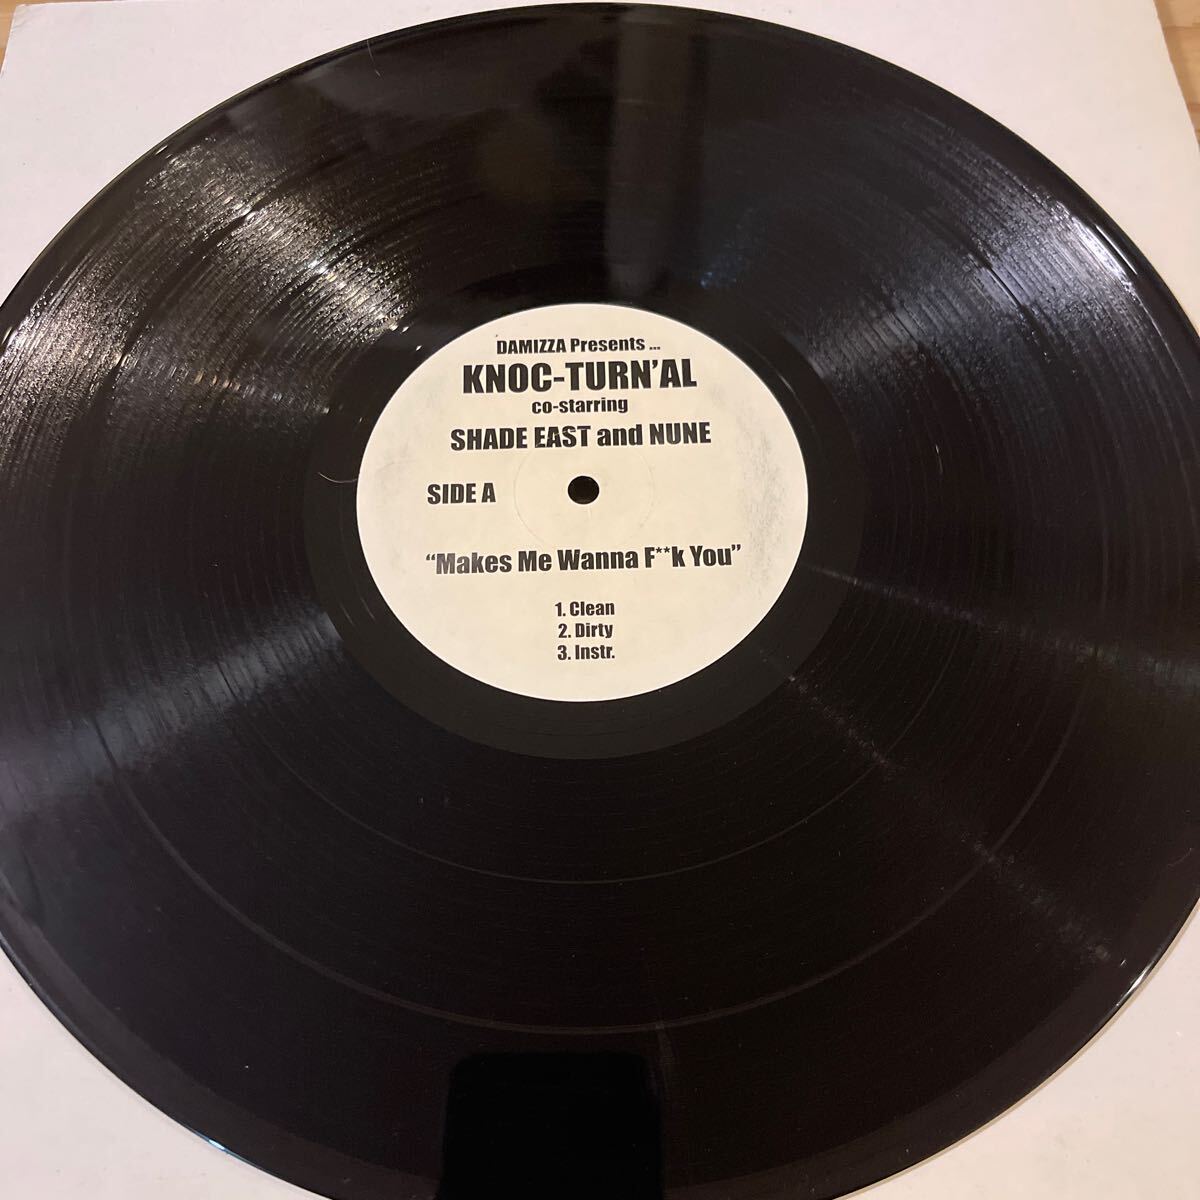 DAMIZZA Presents ...
KNOC-TURN’AL
co-starring
SHADE EAST and NUNE
SIDE A
“Makes Me Wanna F**k You”
1. Clean
2. Dirty
3. Instr.